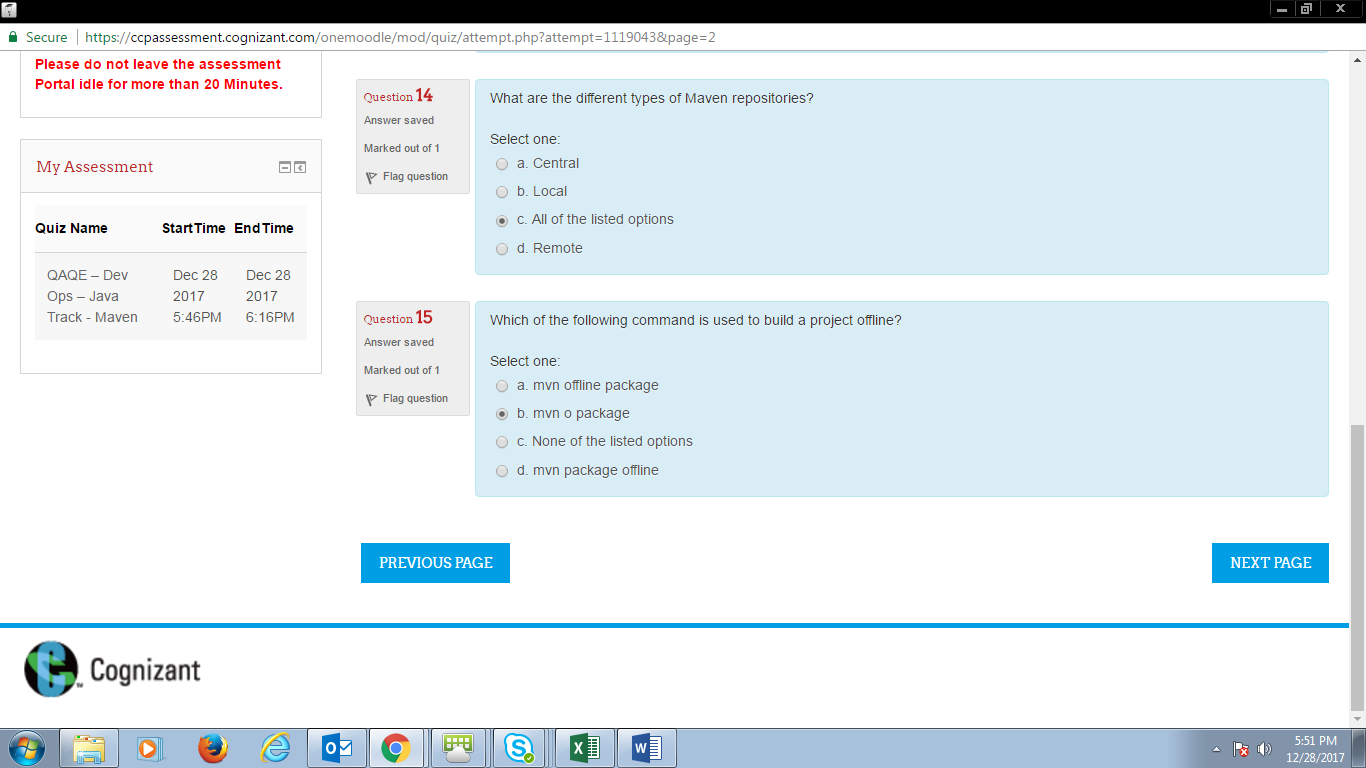 Secure
https://ccpassessment.cognizant.com/onemoodle/mod/quiz/attempt.php?attempt=1119043&page=2
Please do not leave the assessment
Portal idle for more than 20 Minutes.
My Assessment
Quiz Name StartTime EndTime
QAQE – Dev Dec 28 Dec 28
Ops – Java 2017 2017
Track - Maven 5:46PM 6:16PM
Question 14
Answer saved
Marked out of 1
Flag question
What are the different types of Maven repositories?
Select one:
a. Central
b. Local
c. All of the listed options
d. Remote
Question 15
Answer saved
Marked out of 1
Flag question
Which of the following command is used to build a project offline?
Select one:
a. mvn offline package
b. mvn o package
c. None of the listed options
d. mvn package offline
PREVIOUS PAGE
NEXT PAGE
Cognizant
5:51 PM
12/28/2017